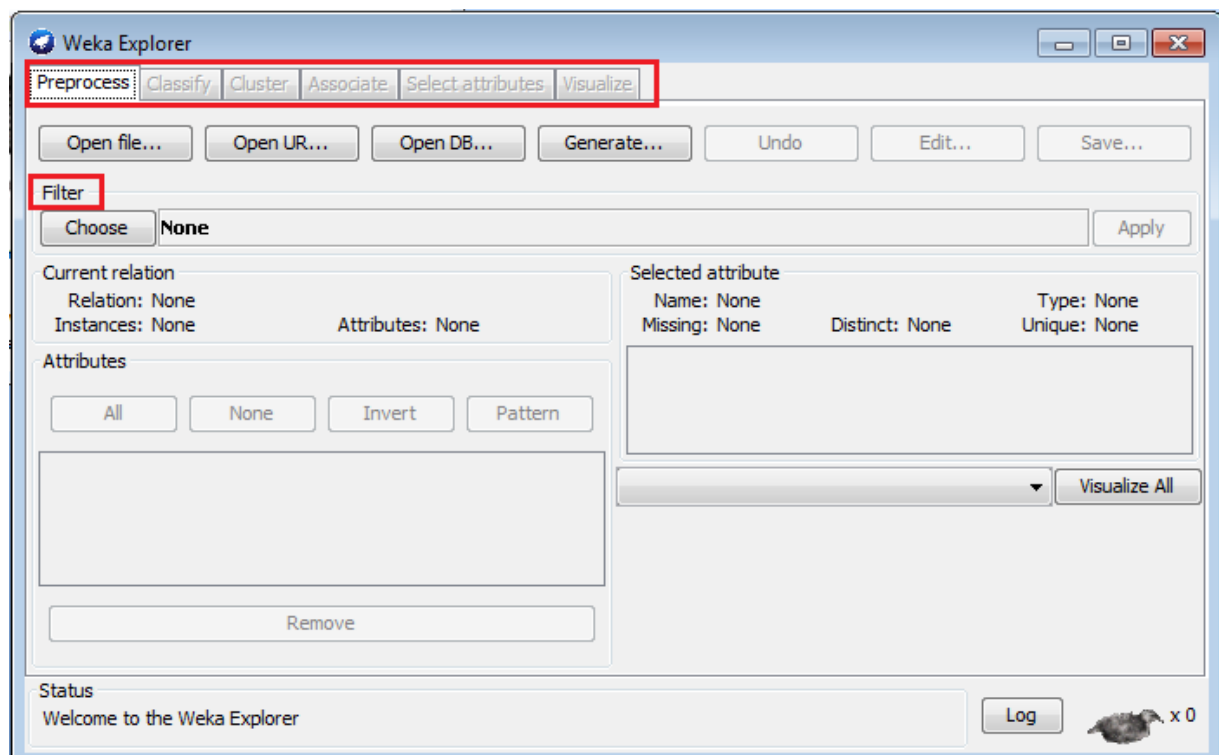 Weka Explorer
Preprocess Classify Cluster Associate Select attributes Visualize
Open file... Open UR... Open DB... Generate... Undo Edit... Save...
Filter
Choose None Apply
Current relation
Relation: None
Instances: None Attributes: None
Selected attribute
Name: None Type: None
Missing: None Distinct: None Unique: None
Attributes
All None Invert Pattern
Visualize All
Remove
Status
Welcome to the Weka Explorer
Log x 0